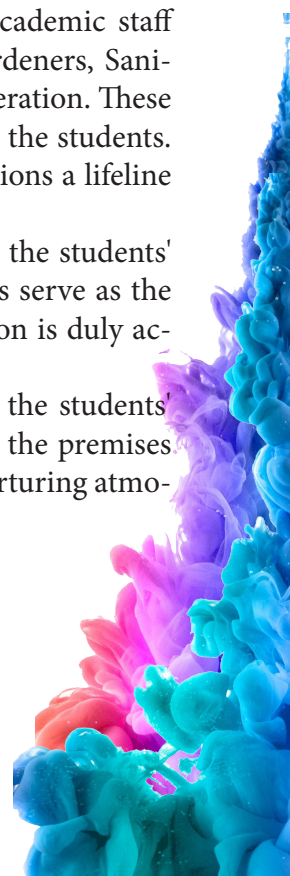 cademic staff
rdeners, Sani-
eration. These
the students.
ions a lifeline
the students'
s serve as the
on is duly ac-
the students'
the premises
rturing atmo-